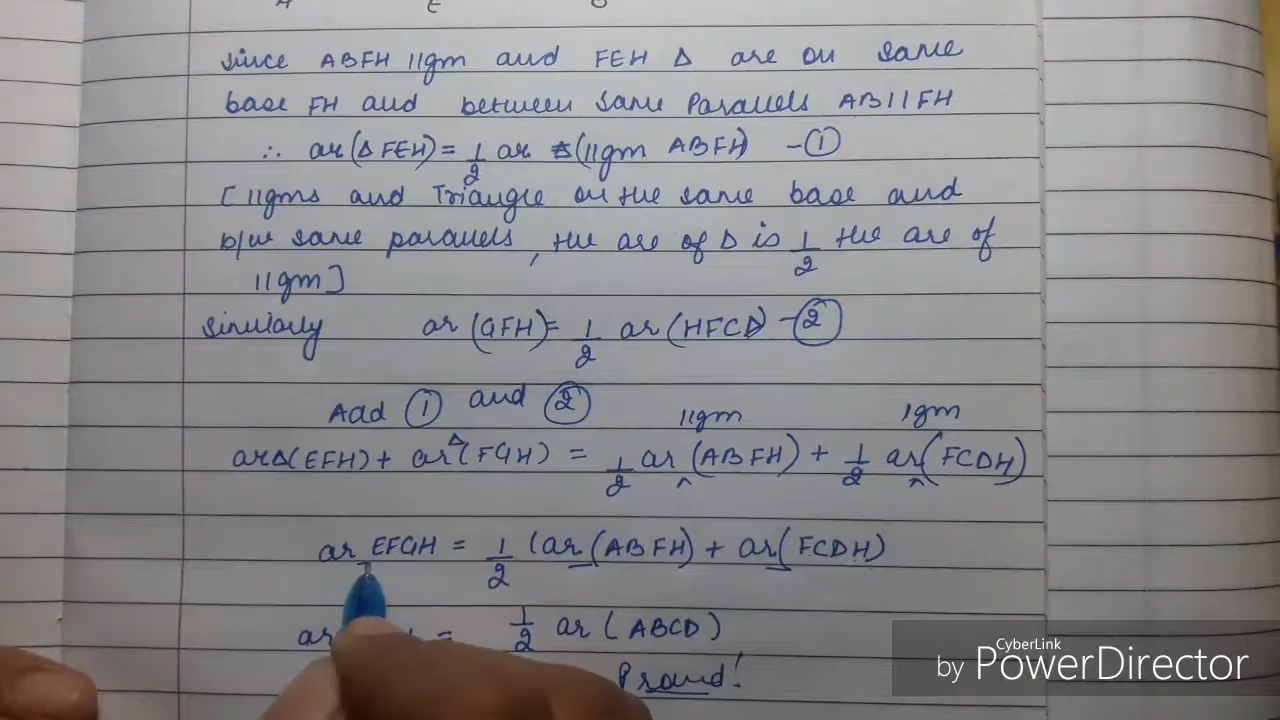 A E B
since ABFH ||gm and FEH Δ are on same
base FH and between same Parallels AB||FH
∴ ar(Δ FEH) = 1/2 ar (||gm ABFH) - ①
[ ||gms and Triangle on the same base and
b/w same parallels, the are of Δ is 1/2 the are of
||gm ]
Similarly ar (GFH) = 1/2 ar (HFCD) - ②
Add ① and ②
||gm ||gm
arΔ(EFH) + arΔ(FGH) = 1/2 ar (ABFH) + 1/2 ar (FCDH)
ar EFGH = 1/2 (ar (ABFH) + ar( FCDH)
ar = 1/2 ar ( ABCD )
Proved!
CyberLink
by PowerDirector